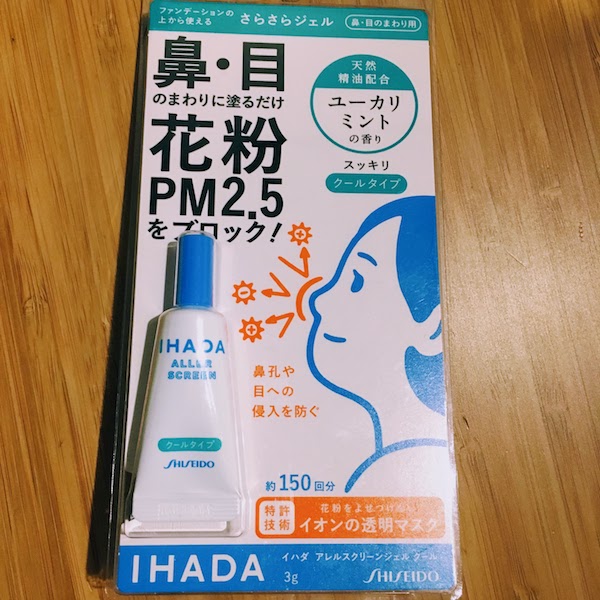 ファンデーションの
上から使える
さらさらジェル
鼻・目のまわり用
鼻・目
のまわりに塗るだけ
花粉
PM2.5
をブロック!
天然
精油配合
ユーカリ
ミント
の香り
スッキリ
クールタイプ
IHADA
ALLER
SCREEN
クールタイプ
SHISEIDO
鼻孔や
目への
侵入を防ぐ
約150回分
特許
技術
花粉をよせつけない
イオンの透明マスク
IHADA
イハダ アレルスクリーンジェル クール
3g
SHISEIDO